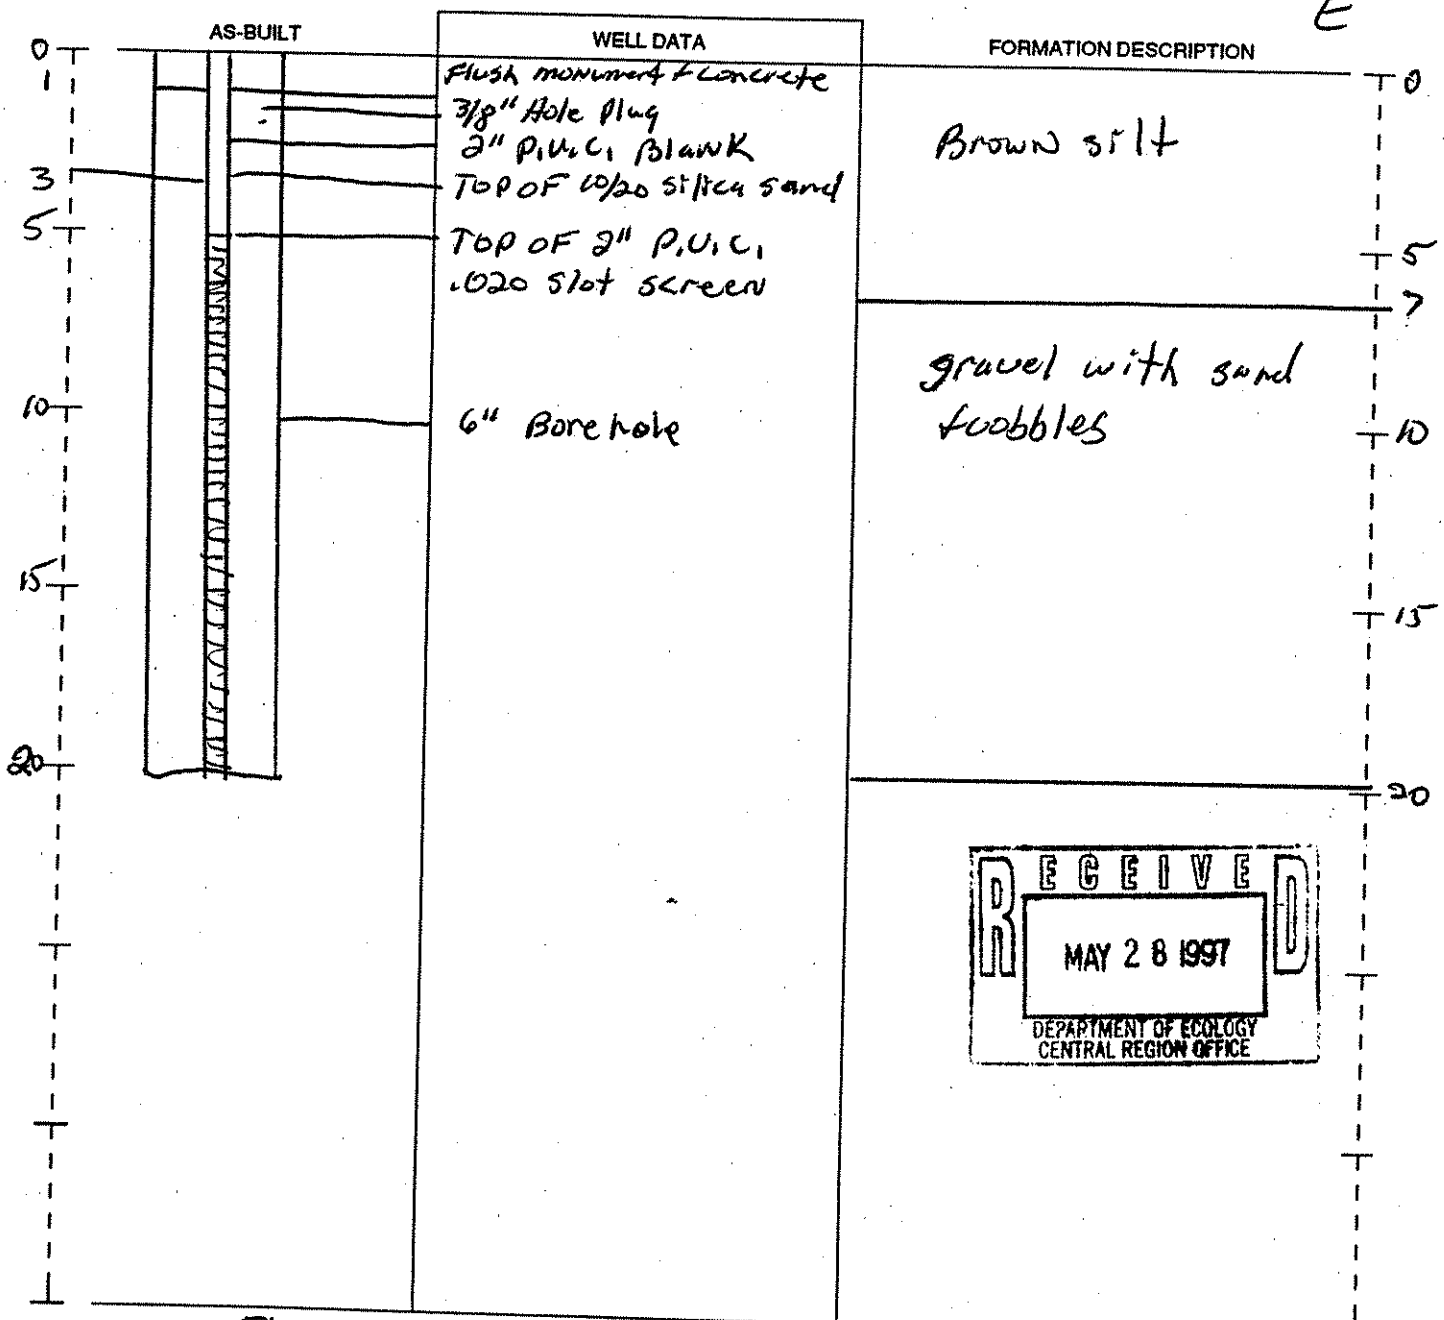 E
AS-BUILT
WELL DATA
FORMATION DESCRIPTION
0
1
3
5
10
15
20
Flush monument + concrete
3/8" Hole Plug
2" P.V.C. Blank
TOP OF 10/20 silica sand
TOP OF 2" P.V.C.
.020 slot screen
6" Borehole
Brown silt
gravel with sand
+ cobbles
0
5
7
10
15
20
RECEIVED
MAY 28 1997
DEPARTMENT OF ECOLOGY
CENTRAL REGION OFFICE